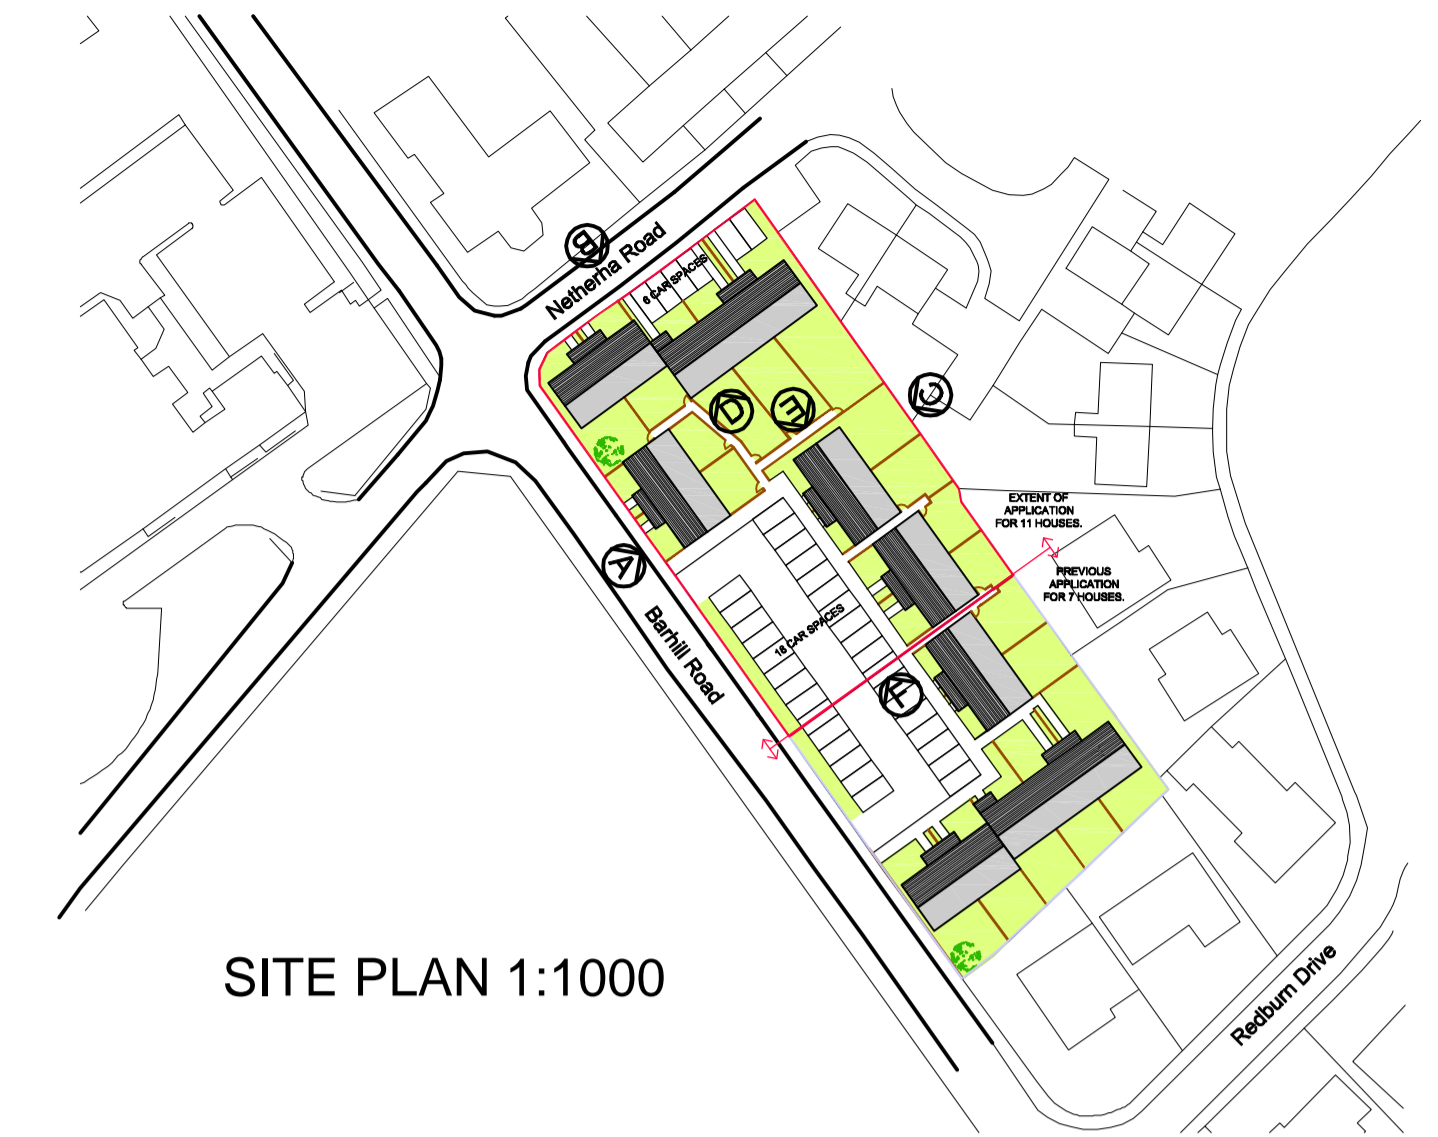 B
Netherha Road
6 CAR SPACES
C
D
E
EXTENT OF
APPLICATION
FOR 11 HOUSES.
A
PREVIOUS
APPLICATION
FOR 7 HOUSES.
18 CAR SPACES
Barhill Road
F
SITE PLAN 1:1000
Redburn Drive